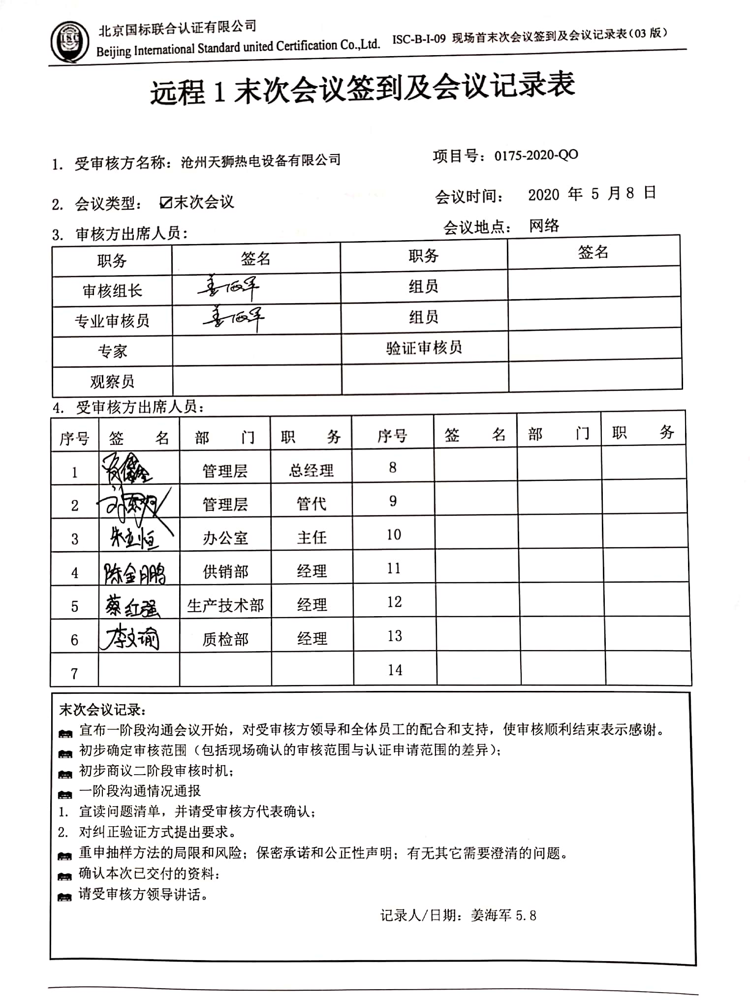 北京国标联合认证有限公司
Beijing International Standard united Certification Co.,Ltd. ISC-B-I-09 现场首末次会议签到及会议记录表(03 版)
ISC
远程 1 末次会议签到及会议记录表
1. 受审核方名称：沧州天狮热电设备有限公司 项目号：0175-2020-QO
2. 会议类型： ☑末次会议 会议时间： 2020 年 5 月 8 日
3. 审核方出席人员： 会议地点： 网络
职务 签名 职务 签名
审核组长 姜海军 组员
专业审核员 姜海军 组员
专家 验证审核员
观察员
4. 受审核方出席人员：
序号 签 名 部 门 职 务 序号 签 名 部 门 职 务
1 管理层 总经理 8
2 管理层 管代 9
3 朱立恒 办公室 主任 10
4 陈金鹏 供销部 经理 11
5 蔡红强 生产技术部 经理 12
6 李文瑜 质检部 经理 13
7 14
末次会议记录：
宣布一阶段沟通会议开始，对受审核方领导和全体员工的配合和支持，使审核顺利结束表示感谢。
初步确定审核范围（包括现场确认的审核范围与认证申请范围的差异）；
初步商议二阶段审核时机；
一阶段沟通情况通报
1. 宣读问题清单，并请受审核方代表确认；
2. 对纠正验证方式提出要求。
重申抽样方法的局限和风险；保密承诺和公正性声明；有无其它需要澄清的问题。
确认本次已交付的资料：
请受审核方领导讲话。
记录人/日期：姜海军 5.8